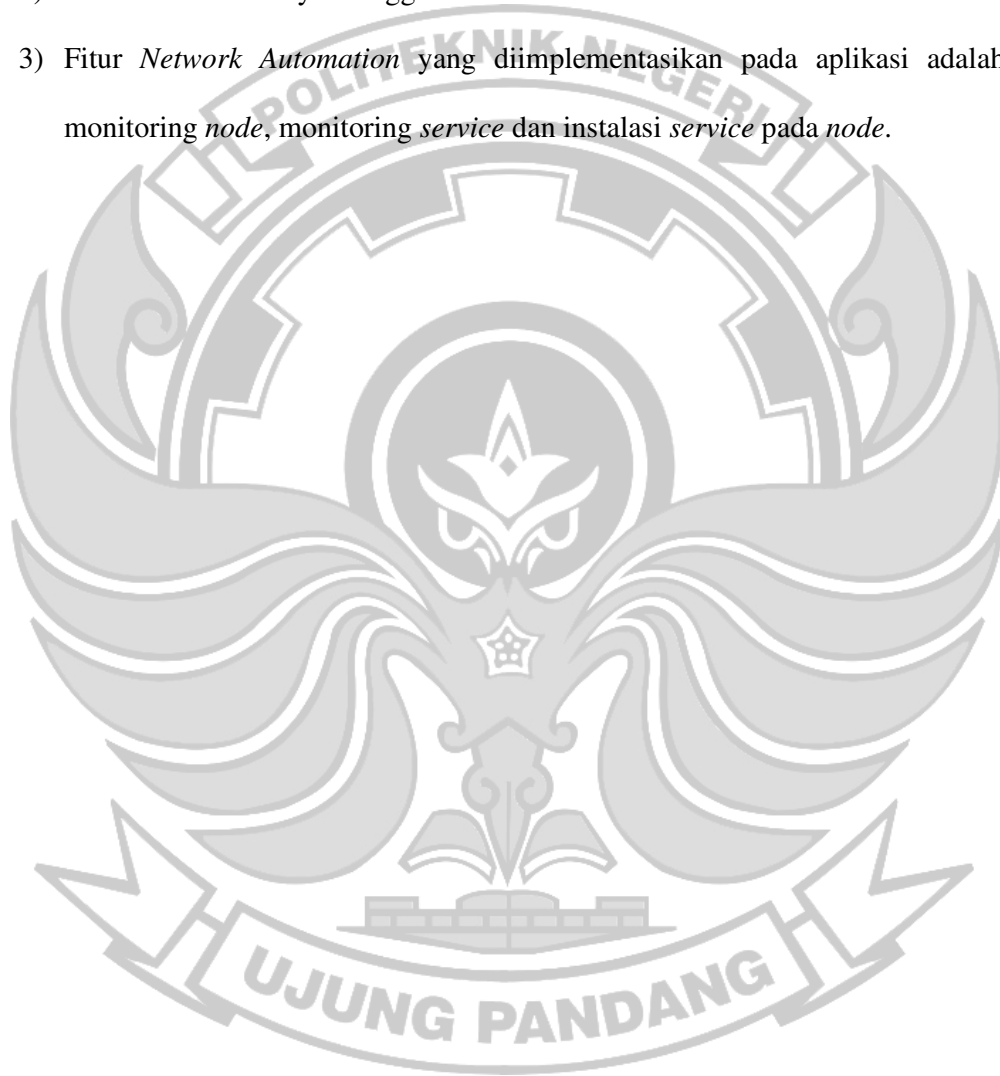 3) Fitur Network Automation yang diimplementasikan pada aplikasi adalah
monitoring node, monitoring service dan instalasi service pada node.
POLITEKNIK NEGERI
UJUNG PANDANG